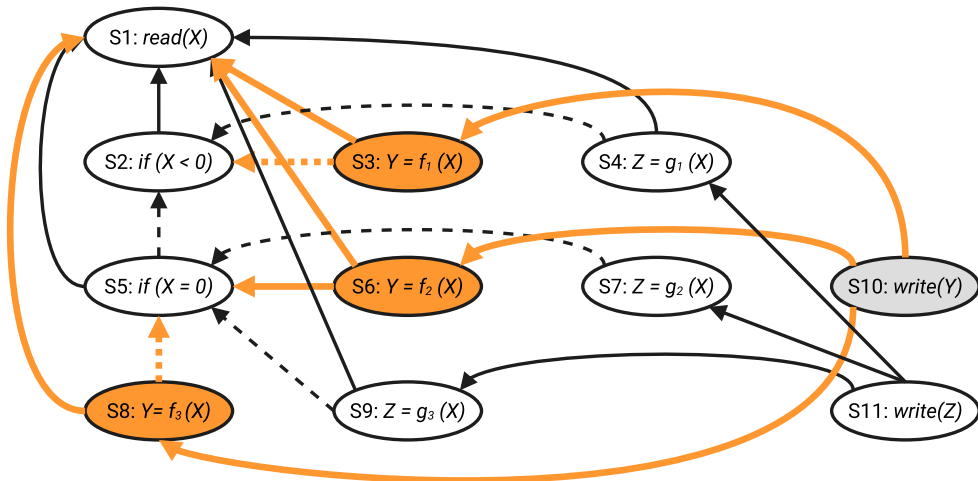 S1: read(X)
S2: if (X < 0)
S3: Y = f₁ (X)
S4: Z = g₁ (X)
S5: if (X = 0)
S6: Y = f₂ (X)
S7: Z = g₂ (X)
S10: write(Y)
S8: Y= f₃ (X)
S9: Z = g₃ (X)
S11: write(Z)